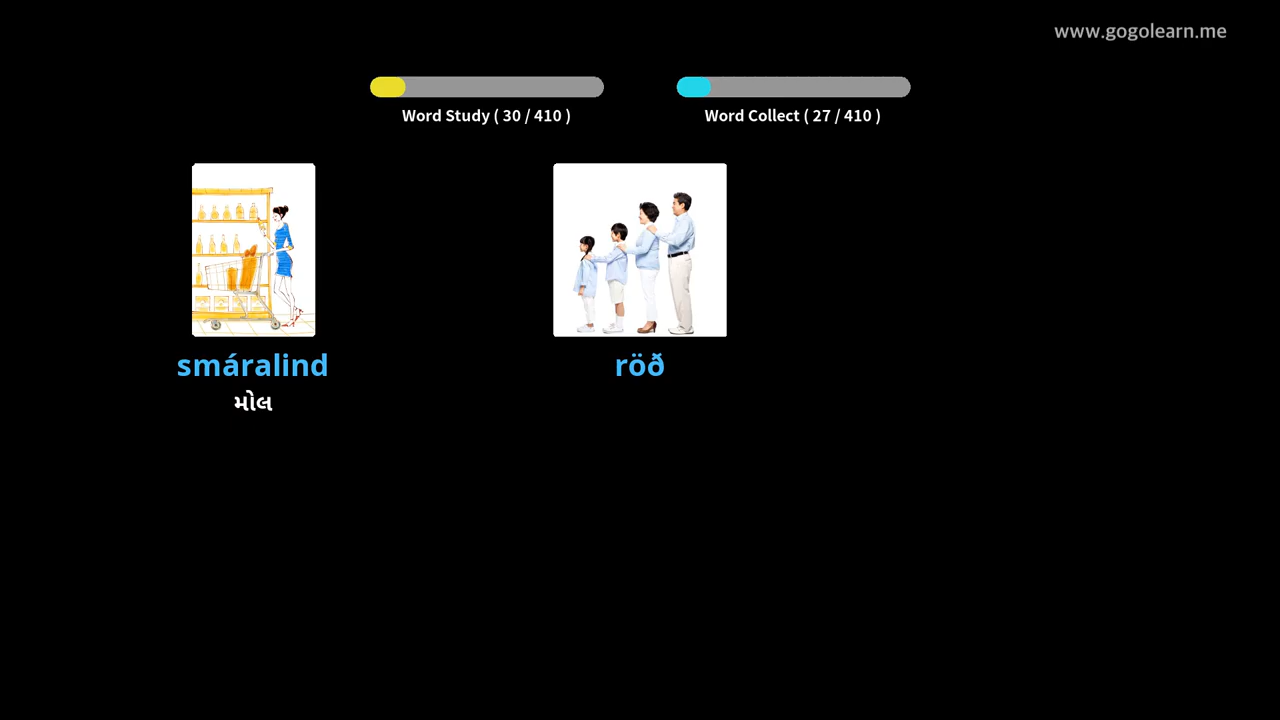 www.gogolearn.me
Word Study ( 30 / 410 )
Word Collect ( 27 / 410 )
smáralind
મોલ
röð